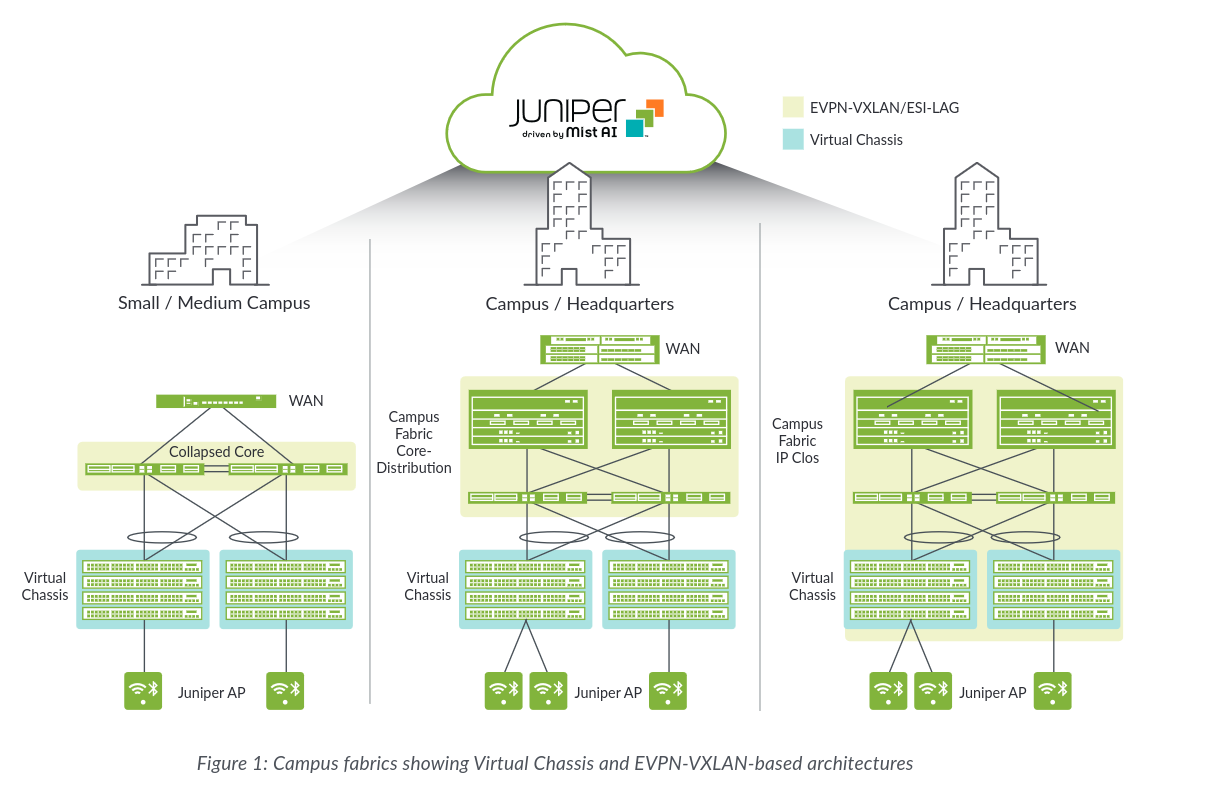 JUNIPEr
driven by Mist AI
EVPN-VXLAN/ESI-LAG
Virtual Chassis
Small / Medium Campus
Campus / Headquarters
Campus / Headquarters
WAN
Collapsed Core
Virtual
Chassis
Juniper AP
WAN
Campus
Fabric
Core-
Distribution
Virtual
Chassis
Juniper AP
WAN
Campus
Fabric
IP Clos
Virtual
Chassis
Juniper AP
Figure 1: Campus fabrics showing Virtual Chassis and EVPN-VXLAN-based architectures